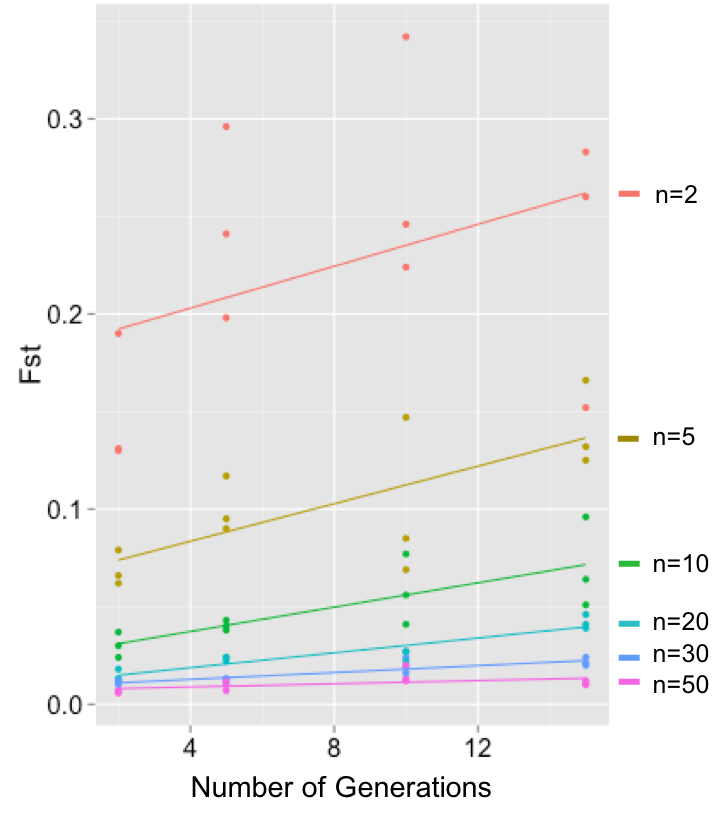 0.3
n=2
0.2
Fst
n=5
0.1
n=10
n=20
n=30
n=50
0.0
4 8 12
Number of Generations